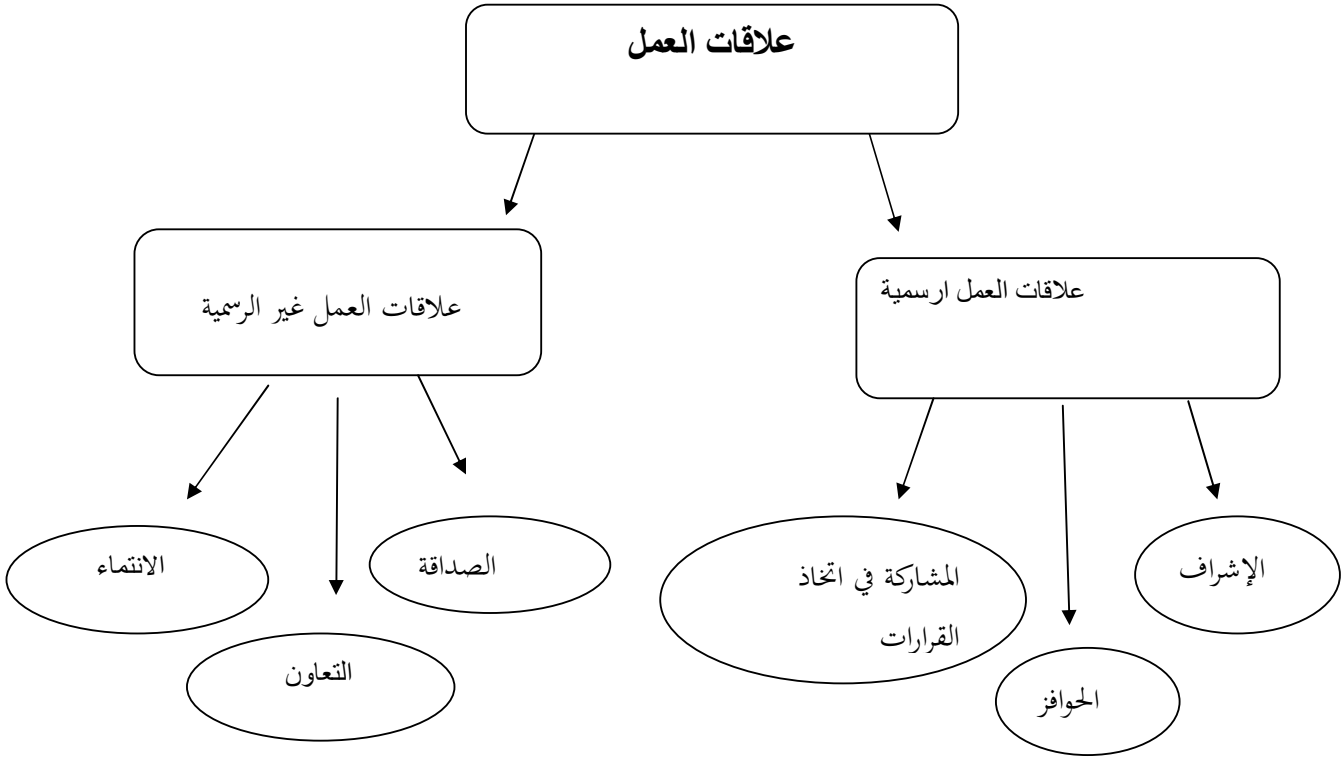 علاقات العمل
علاقات العمل ارسمية
علاقات العمل غير الرسمية
الإشراف
الحوافز
المشاركة في اتخاذ
القرارات
الصداقة
التعاون
الانتماء